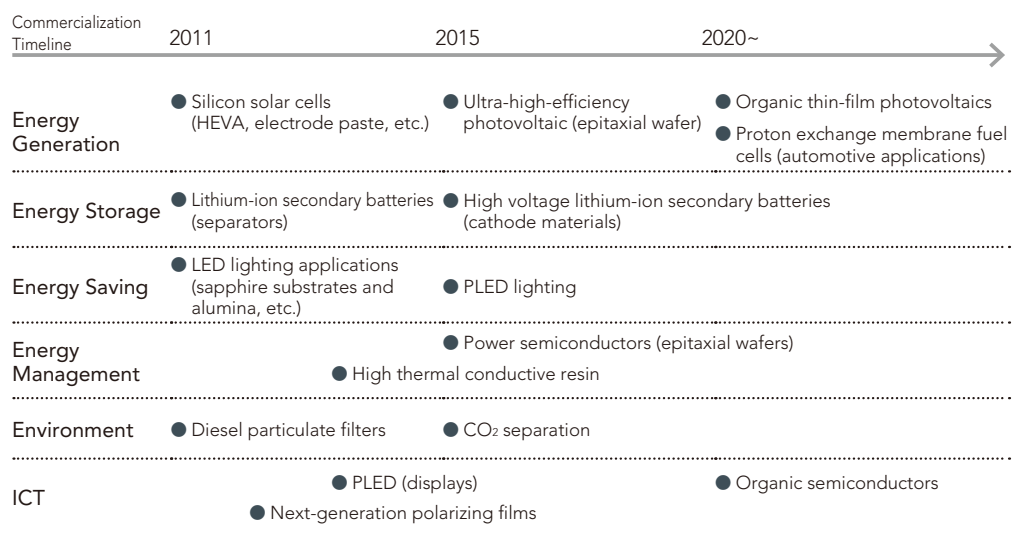 Commercialization
Timeline
2011
2015
2020~
Energy
Generation
● Silicon solar cells
(HEVA, electrode paste, etc.)
● Ultra-high-efficiency
photovoltaic (epitaxial wafer)
● Organic thin-film photovoltaics
● Proton exchange membrane fuel
cells (automotive applications)
Energy Storage
● Lithium-ion secondary batteries
(separators)
● High voltage lithium-ion secondary batteries
(cathode materials)
Energy Saving
● LED lighting applications
(sapphire substrates and
alumina, etc.)
● PLED lighting
Energy
Management
● Power semiconductors (epitaxial wafers)
● High thermal conductive resin
Environment
● Diesel particulate filters
● CO₂ separation
ICT
● PLED (displays)
● Next-generation polarizing films
● Organic semiconductors